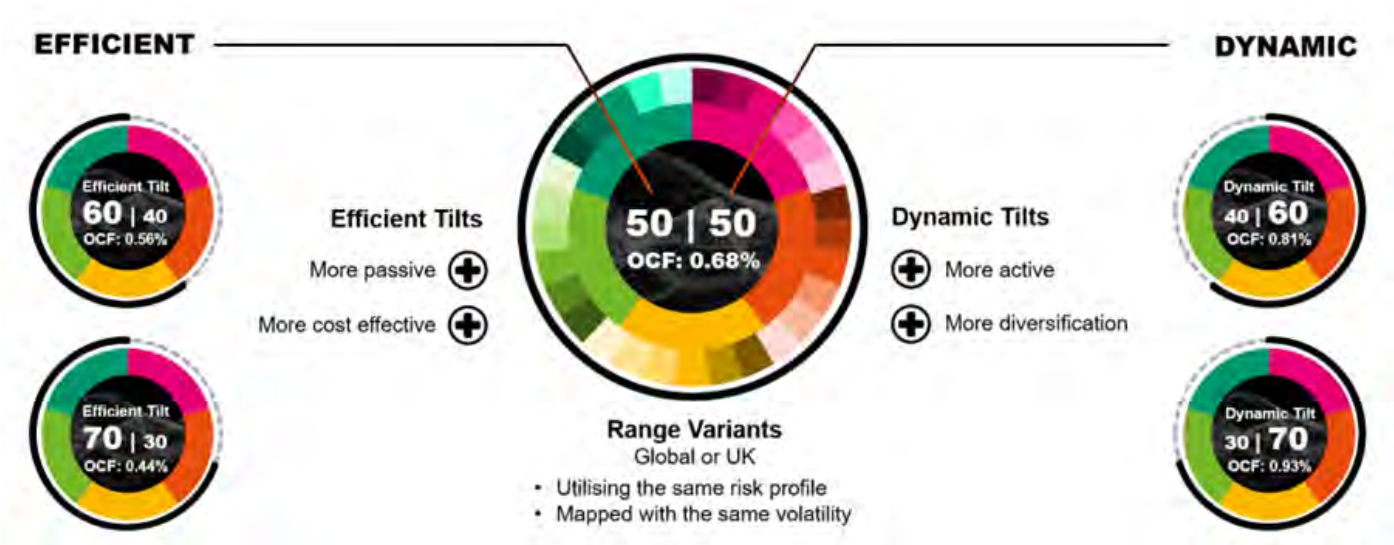 EFFICIENT
DYNAMIC
Efficient Tilt
60 | 40
OCF: 0.56%
Efficient Tilt
70 | 30
OCF: 0.44%
Efficient Tilts
More passive
More cost effective
50 | 50
OCF: 0.68%
Range Variants
Global or UK
• Utilising the same risk profile
• Mapped with the same volatility
Dynamic Tilts
More active
More diversification
Dynamic Tilt
40 | 60
OCF: 0.81%
Dynamic Tilt
30 | 70
OCF: 0.93%